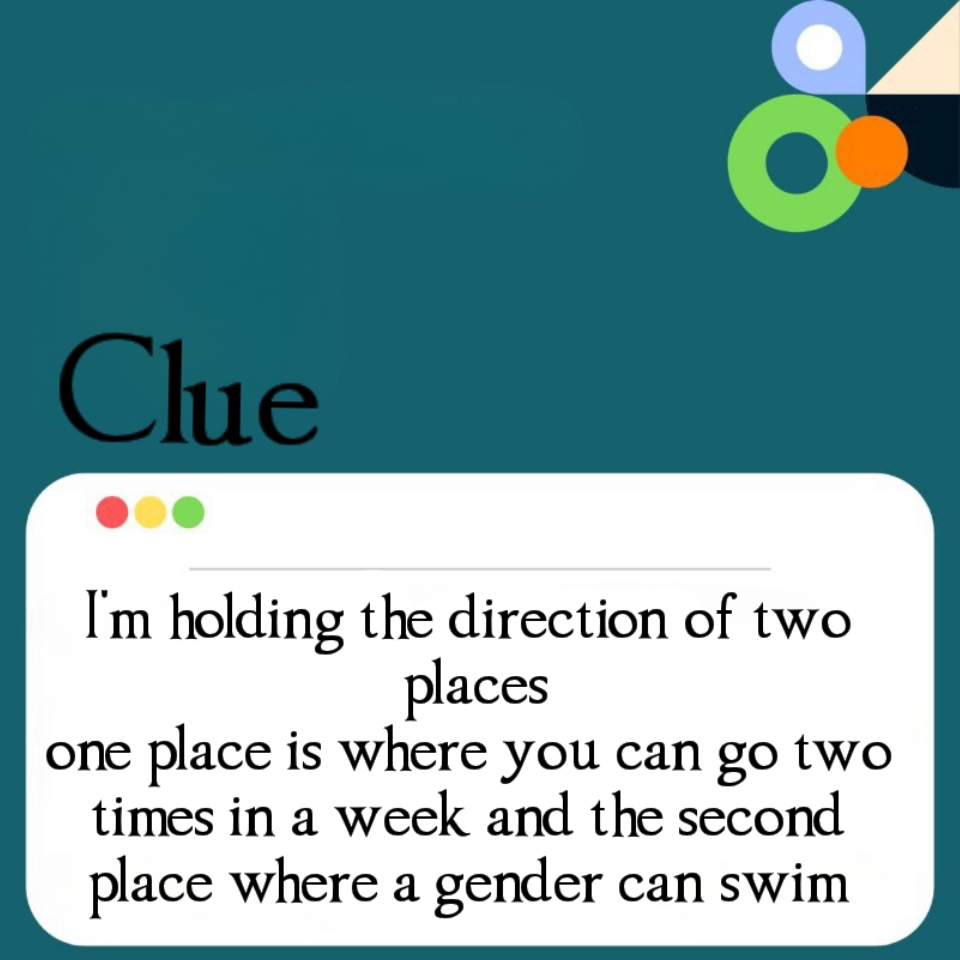 Clue
I'm holding the direction of two
places
one place is where you can go two
times in a week and the second
place where a gender can swim